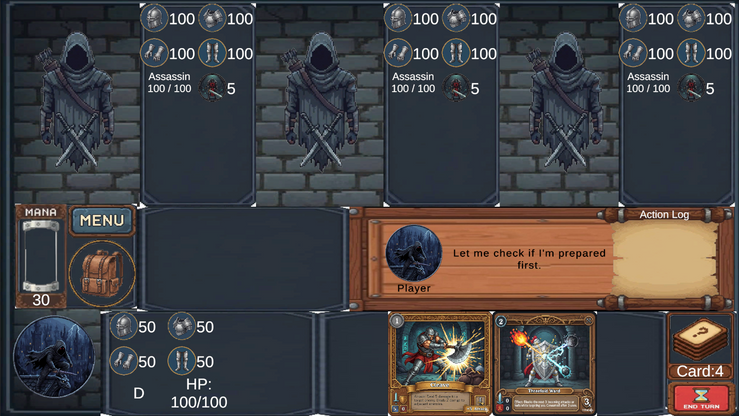 100 100
100 100
Assassin
100 / 100
5
100 100
100 100
Assassin
100 / 100
5
100 100
100 100
Assassin
100 / 100
5
MANA
30
MENU
Let me check if I'm prepared
first.
Player
Action Log
50 50
50 50
D
HP:
100/100
1
2
3
Card:4
END TURN